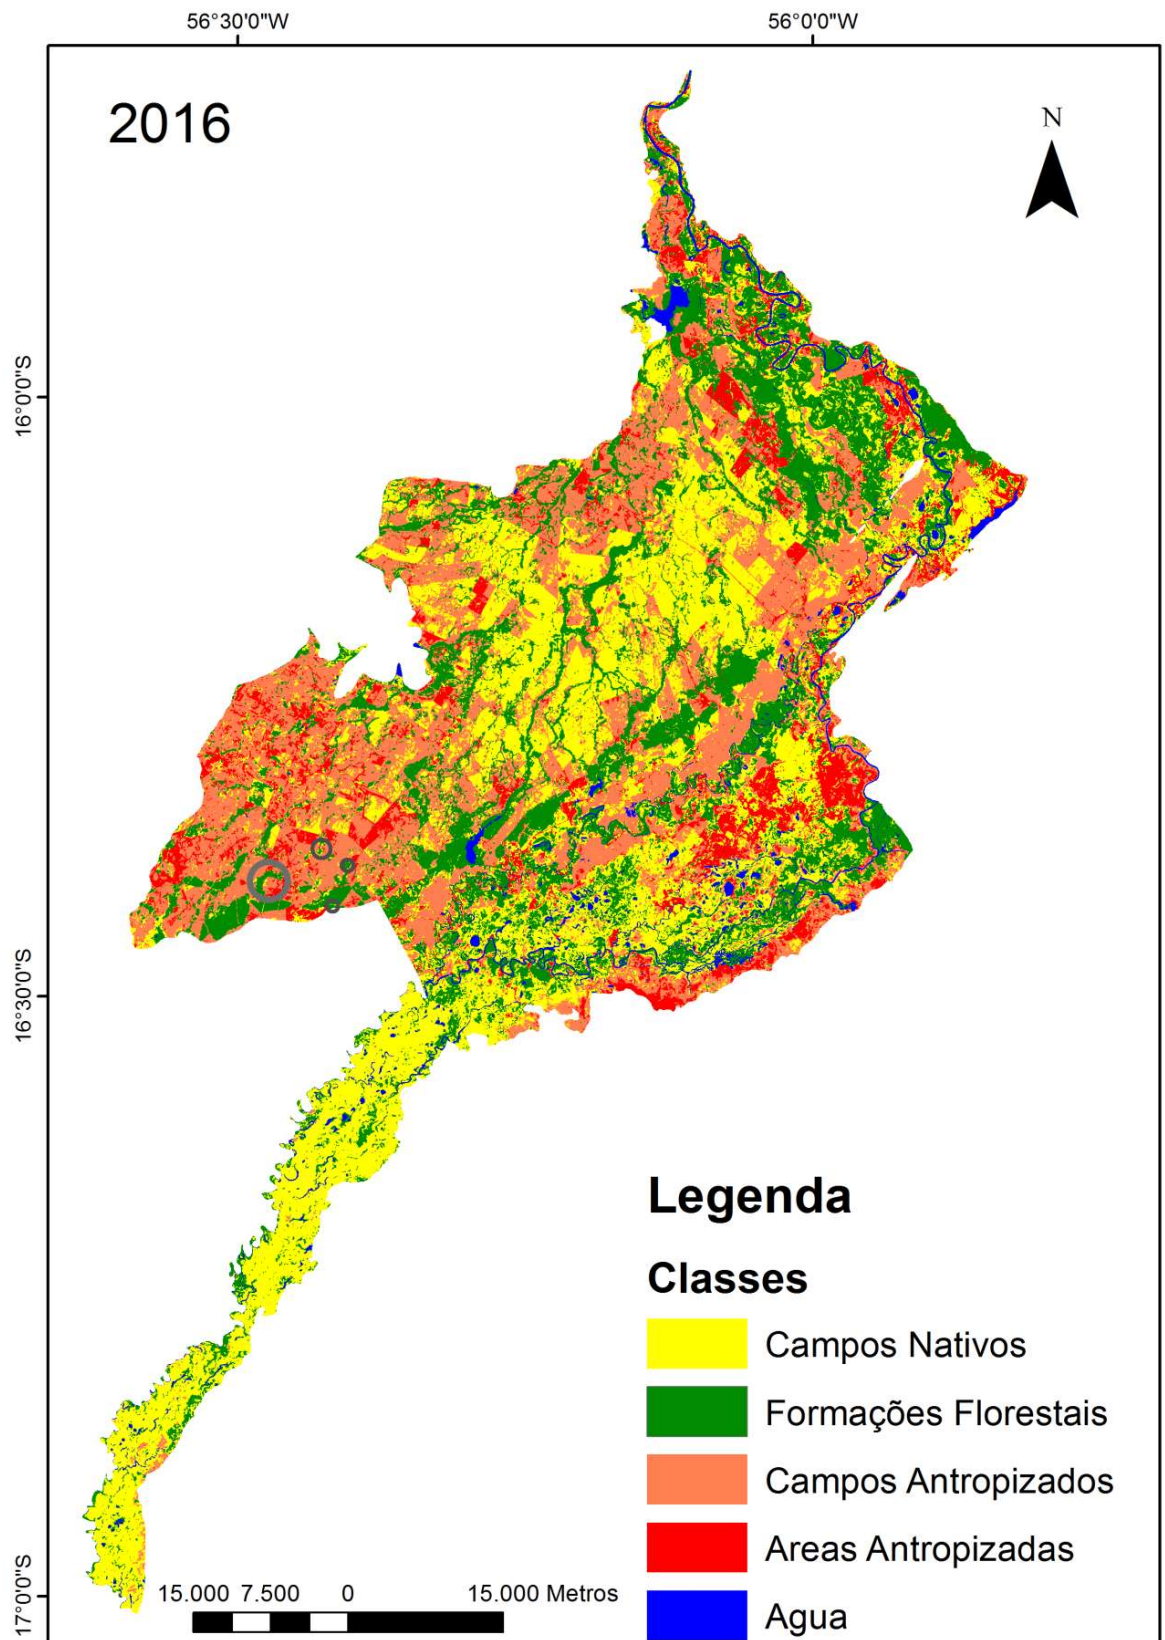 56°30'0"W 56°0'0"W
2016
N
16°0'0"S
16°30'0"S
Legenda
Classes
Campos Nativos
Formações Florestais
Campos Antropizados
Areas Antropizadas
Agua
17°0'0"S
15.000 7.500 0 15.000 Metros